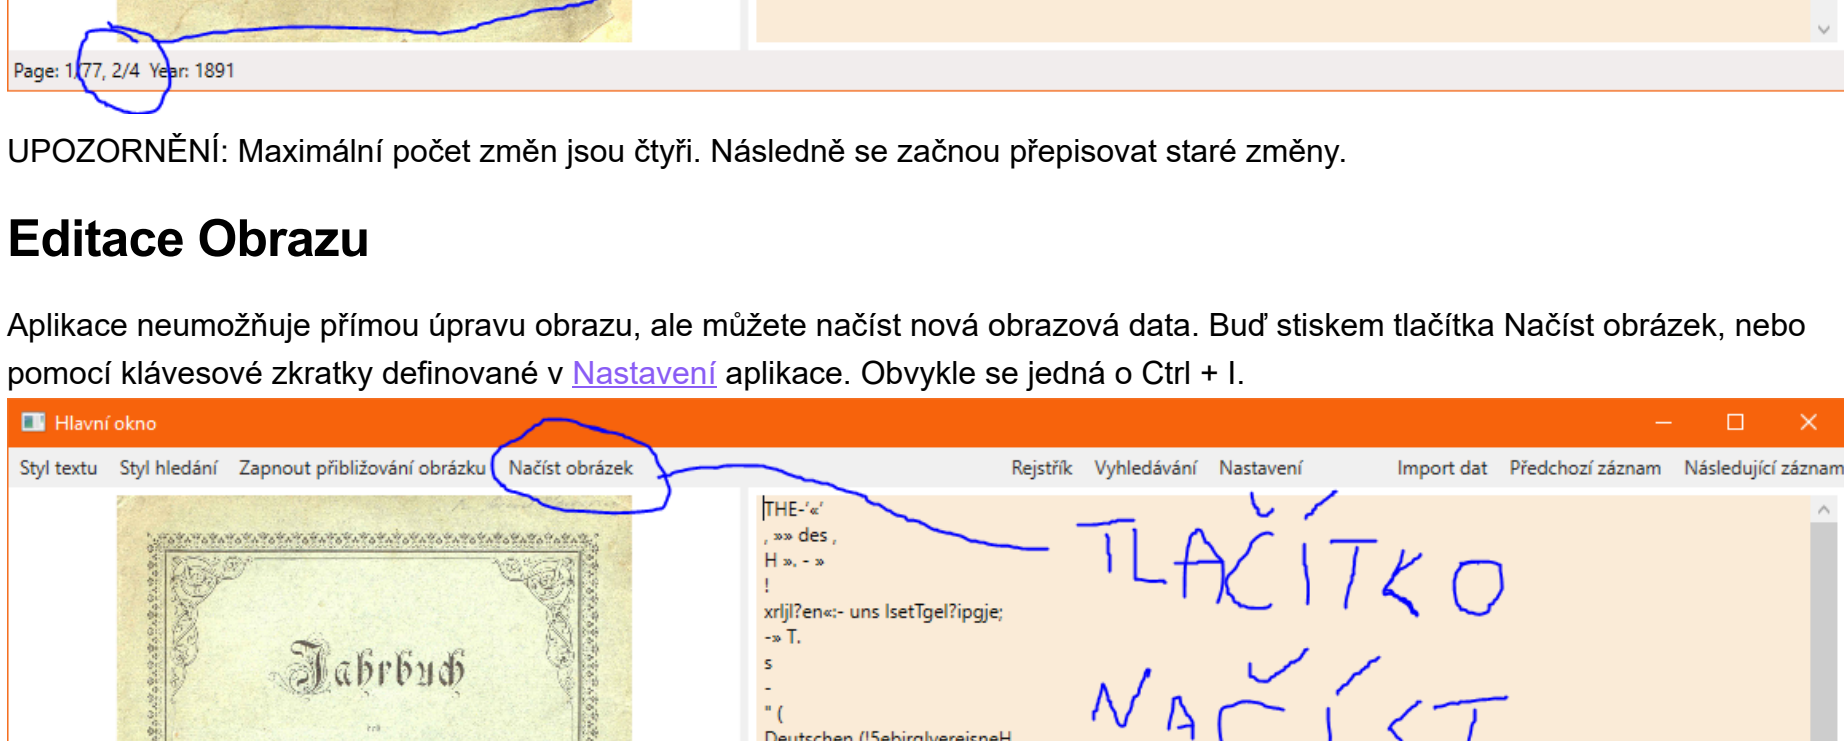 Page: 1/77, 2/4 Year: 1891
UPOZORNĚNÍ: Maximální počet změn jsou čtyři. Následně se začnou přepisovat staré změny.
Editace Obrazu
Aplikace neumožňuje přímou úpravu obrazu, ale můžete načíst nová obrazová data. Buď stiskem tlačítka Načíst obrázek, nebo
pomocí klávesové zkratky definované v Nastavení aplikace. Obvykle se jedná o Ctrl + I.
Hlavní okno
Styl textu Styl hledání Zapnout přibližování obrázku Načíst obrázek Rejstřík Vyhledávání Nastavení Import dat Předchozí záznam Následující záznam
THE-‘«’
, »» des ,
H ». - »
!
xrljl?en«:- uns lsetTgel?ipgje;
-» T.
s
-
" (
Deutschen (!5ebirglvereisneH
TLAČÍTKO
NAČÍST
Jahrbuch